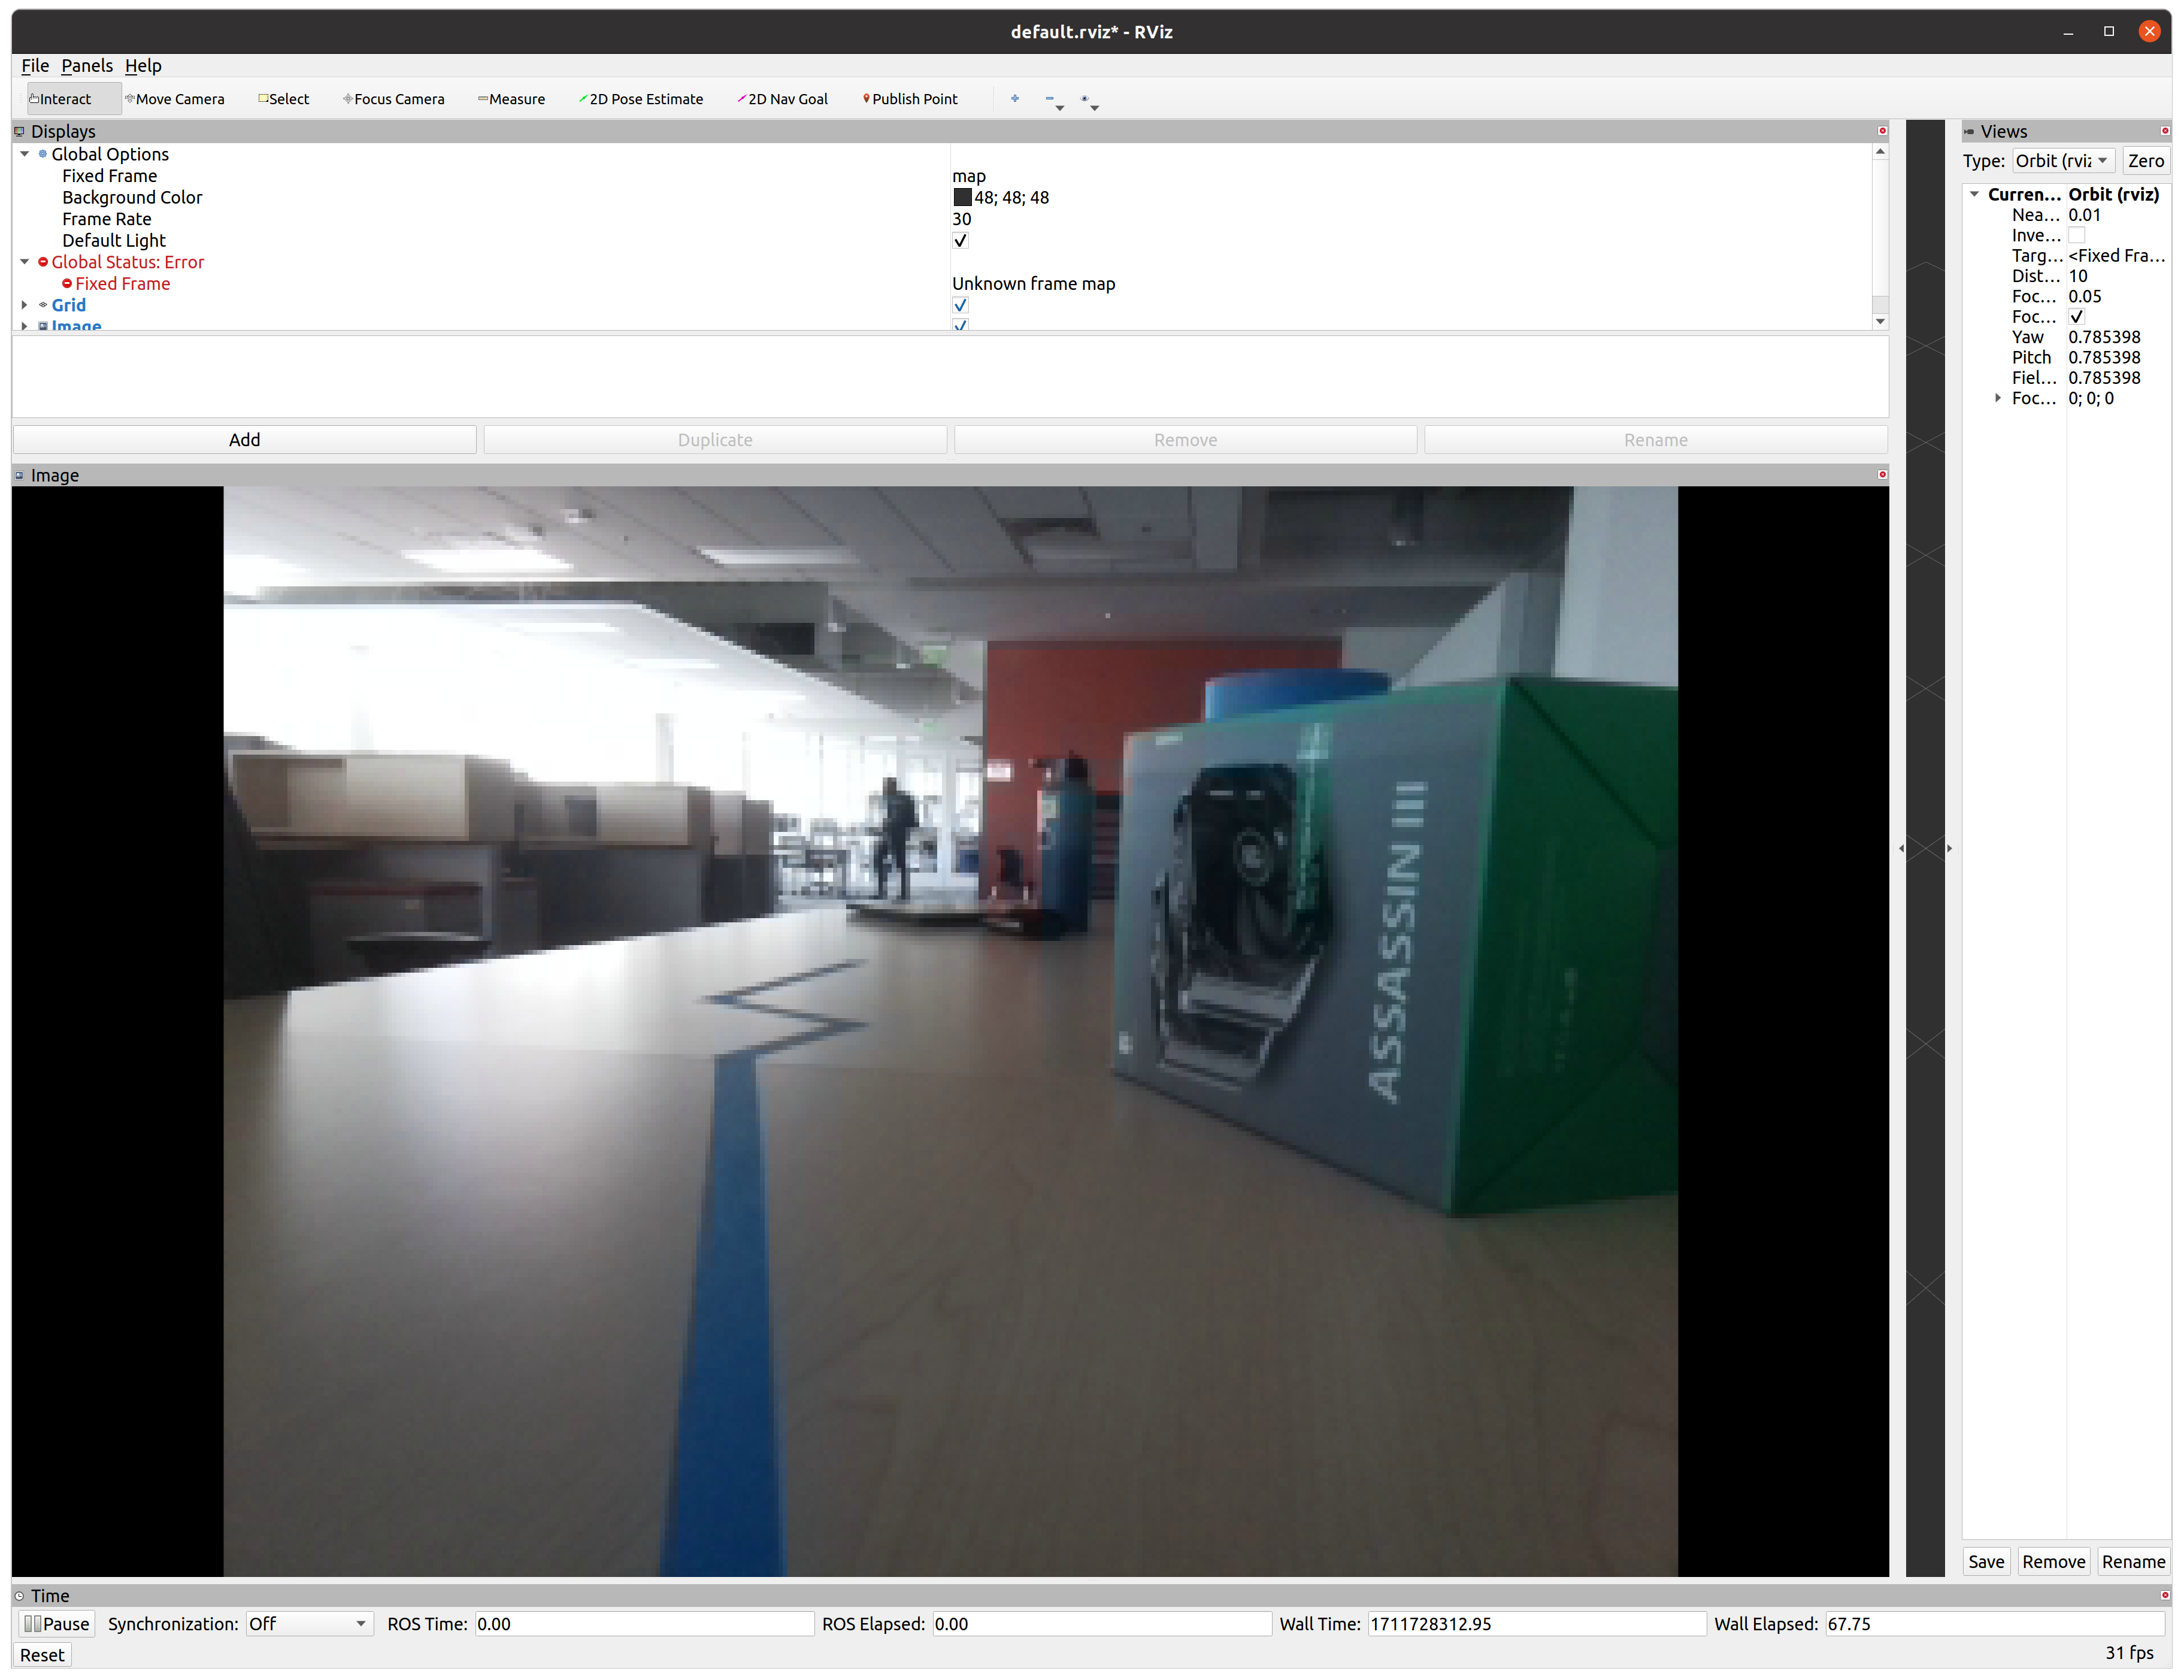 default.rviz* - RViz
File Panels Help
Interact Move Camera Select Focus Camera Measure 2D Pose Estimate 2D Nav Goal Publish Point
Displays
Global Options
Fixed Frame map
Background Color 48; 48; 48
Frame Rate 30
Default Light
Global Status: Error
Fixed Frame Unknown frame map
Grid
Image
Add Duplicate Remove Rename
Image
ASSASSIN III
Views
Type: Orbit (rviz Zero
Curren... Orbit (rviz)
Nea... 0.01
Inve...
Targ... <Fixed Fra...
Dist... 10
Foc... 0.05
Foc...
Yaw 0.785398
Pitch 0.785398
Fiel... 0.785398
Foc... 0; 0; 0
Save Remove Rename
Time
Pause Synchronization: Off ROS Time: 0.00 ROS Elapsed: 0.00 Wall Time: 1711728312.95 Wall Elapsed: 67.75
Reset 31 fps